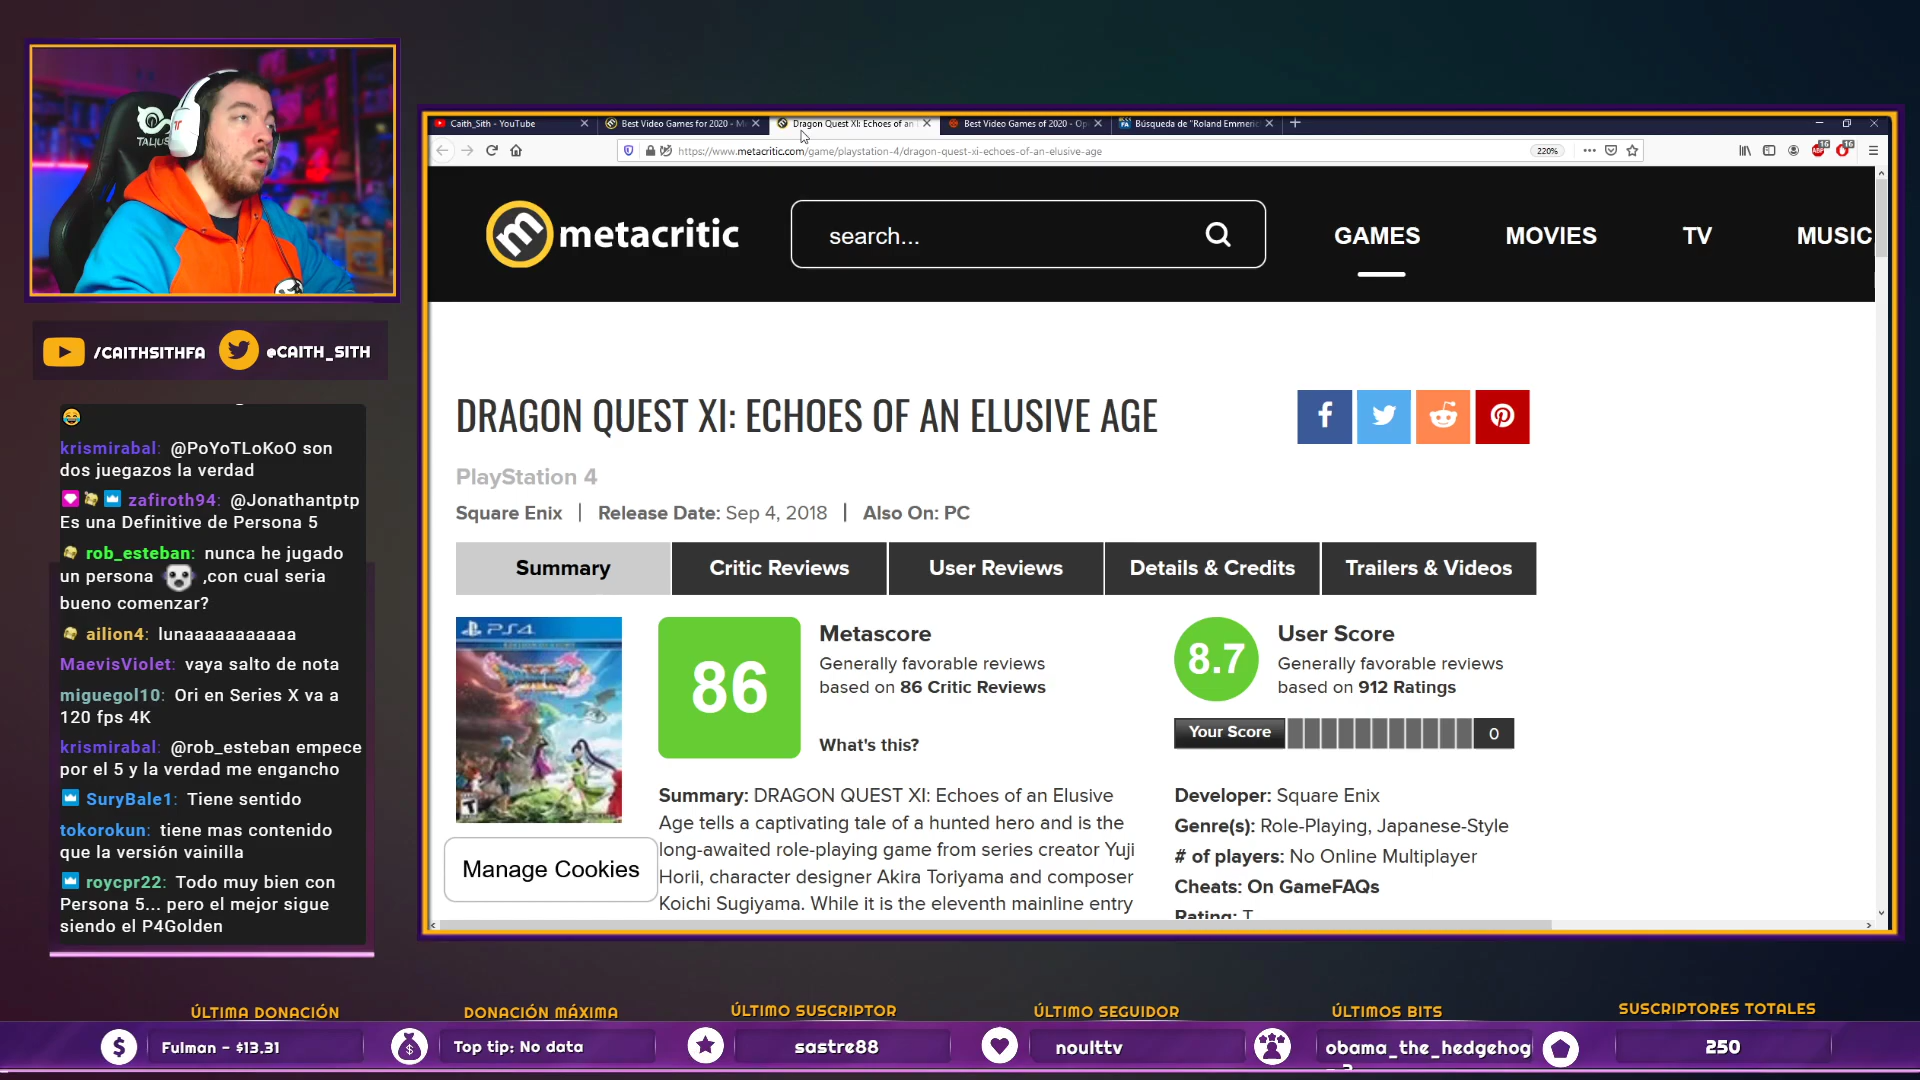 TALIUS
/CAITHSITHFA
@CAITH_SITH
krismirabal: @PoYoTLoKoO son
dos juegazos la verdad
zafiroth94: @Jonathantptp
Es una Definitive de Persona 5
rob_esteban: nunca he jugado
un persona ,con cual seria
bueno comenzar?
ailion4: lunaaaaaaaaaaa
MaevisViolet: vaya salto de nota
miguegol10: Ori en Series X va a
120 fps 4K
krismirabal: @rob_esteban empece
por el 5 y la verdad me engancho
SuryBale1: Tiene sentido
tokorokun: tiene mas contenido
que la versión vainilla
roycpr22: Todo muy bien con
Persona 5... pero el mejor sigue
siendo el P4Golden
Caith_Sith - YouTube
Best Video Games for 2020 - M
Dragon Quest XI: Echoes of an
Best Video Games of 2020 - Op
Búsqueda de "Roland Emmeric
https://www.metacritic.com/game/playstation-4/dragon-quest-xi-echoes-of-an-elusive-age
220%
16
16
metacritic
search...
GAMES
MOVIES
TV
MUSIC
DRAGON QUEST XI: ECHOES OF AN ELUSIVE AGE
PlayStation 4
Square Enix | Release Date: Sep 4, 2018 | Also On: PC
Summary
Critic Reviews
User Reviews
Details & Credits
Trailers & Videos
PS4
86
Metascore
Generally favorable reviews
based on 86 Critic Reviews
What's this?
8.7
User Score
Generally favorable reviews
based on 912 Ratings
Your Score
0
Summary: DRAGON QUEST XI: Echoes of an Elusive
Age tells a captivating tale of a hunted hero and is the
long-awaited role-playing game from series creator Yuji
Horii, character designer Akira Toriyama and composer
Koichi Sugiyama. While it is the eleventh mainline entry
Developer: Square Enix
Genre(s): Role-Playing, Japanese-Style
# of players: No Online Multiplayer
Cheats: On GameFAQs
Rating: T
Manage Cookies
ÚLTIMA DONACIÓN
Fulman - $13.31
DONACIÓN MÁXIMA
Top tip: No data
ÚLTIMO SUSCRIPTOR
sastre88
ÚLTIMO SEGUIDOR
noulttv
ÚLTIMOS BITS
obama_the_hedgehog
SUSCRIPTORES TOTALES
250